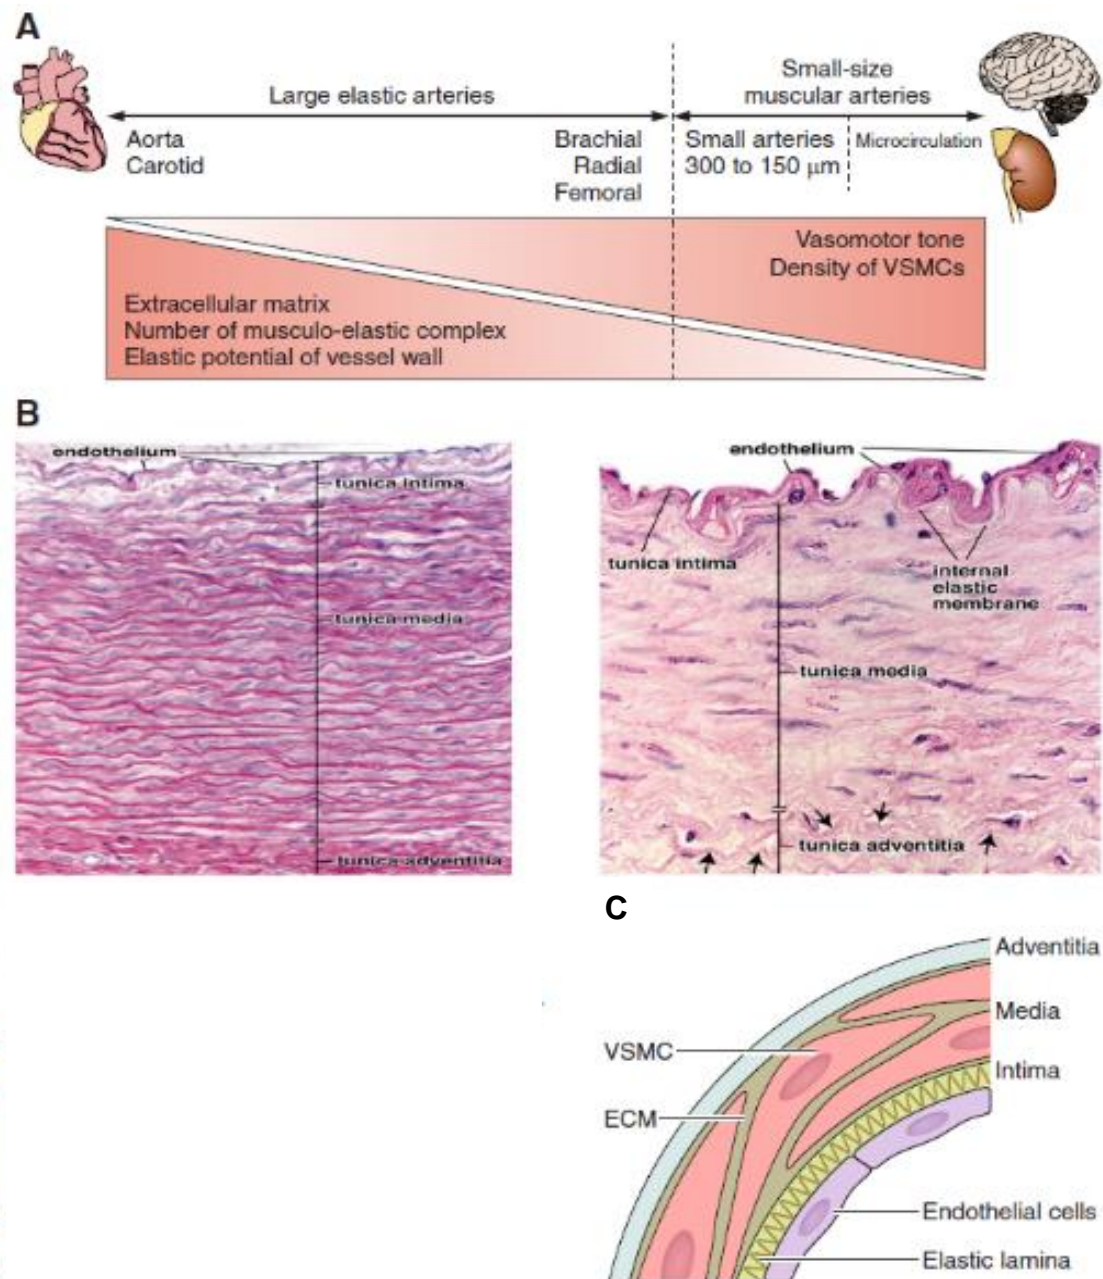 A
Large elastic arteries
Small-size
muscular arteries
Aorta
Carotid
Brachial
Radial
Femoral
Small arteries
300 to 150 μm
Microcirculation
Vasomotor tone
Density of VSMCs
Extracellular matrix
Number of musculo-elastic complex
Elastic potential of vessel wall
B
endothelium
tunica intima
tunica media
tunica adventitia
endothelium
tunica intima
internal
elastic
membrane
tunica media
tunica adventitia
C
Adventitia
Media
VSMC
Intima
ECM
Endothelial cells
Elastic lamina